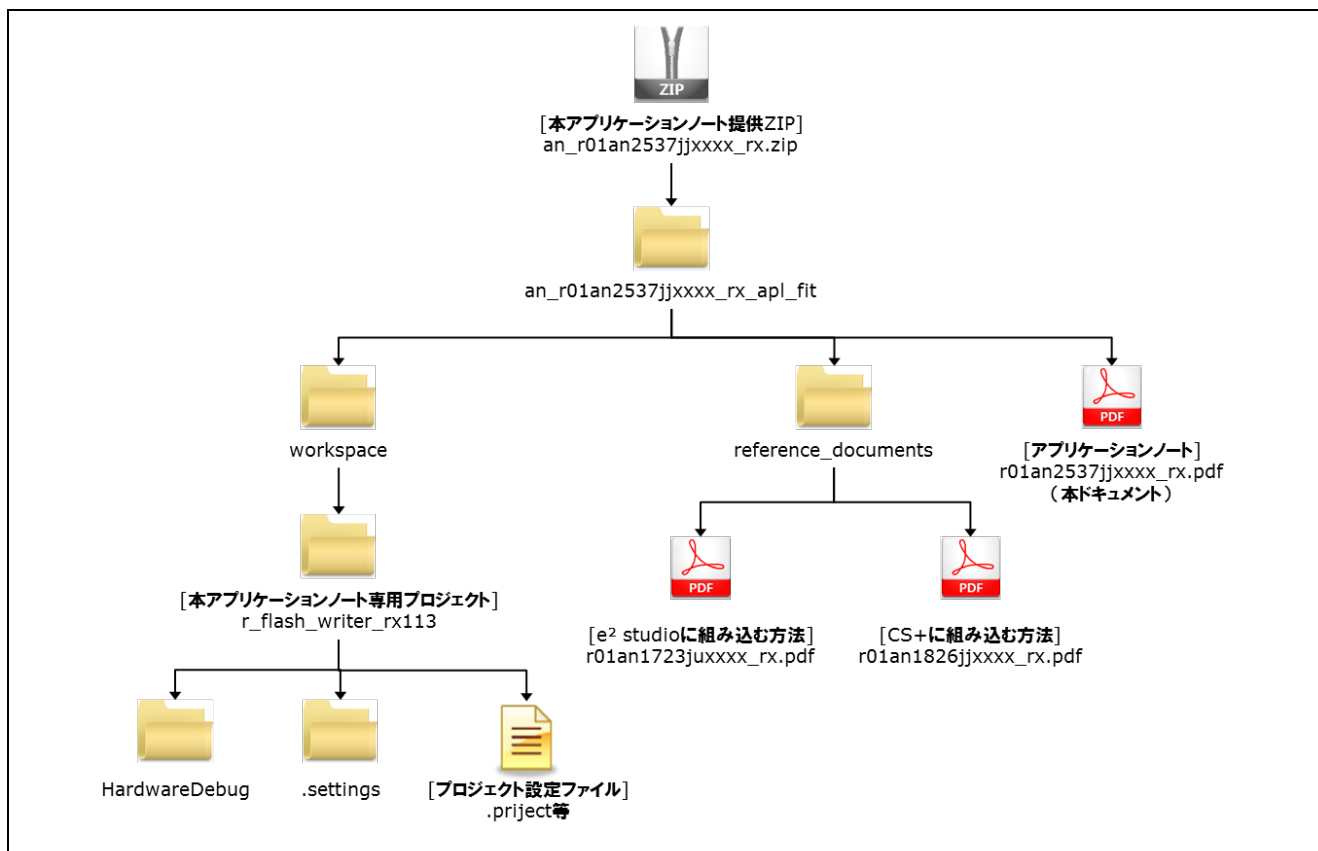 ZIP
[本アプリケーションノート提供ZIP]
an_r01an2537jjxxxx_rx.zip
an_r01an2537jjxxxx_rx_apl_fit
workspace
reference_documents
PDF
[アプリケーションノート]
r01an2537jjxxxx_rx.pdf
(本ドキュメント)
[本アプリケーションノート専用プロジェクト]
r_flash_writer_rx113
PDF
[e² studioに組み込む方法]
r01an1723juxxxx_rx.pdf
PDF
[CS+に組み込む方法]
r01an1826jjxxxx_rx.pdf
HardwareDebug
.settings
[プロジェクト設定ファイル]
.priject等